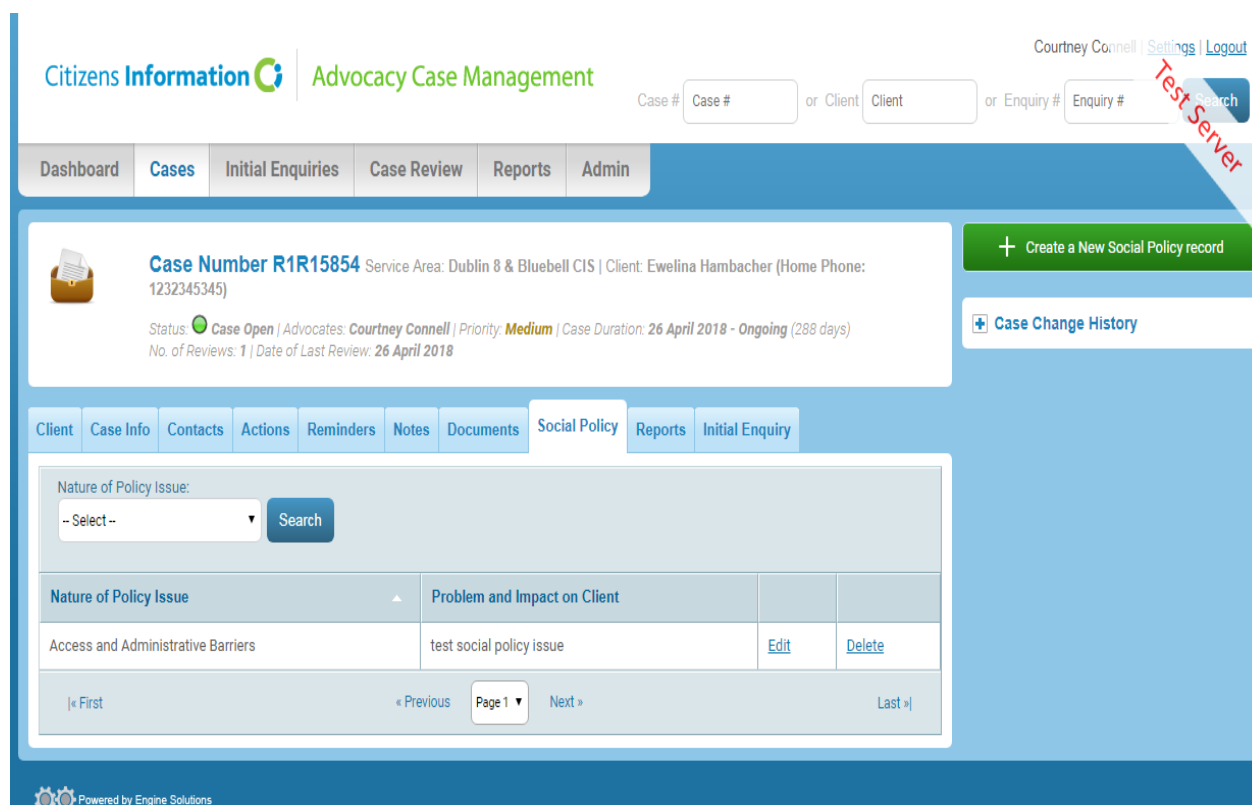 Courtney Connell | Settings | Logout
Citizens Information | Advocacy Case Management
Case # Case # or Client Client or Enquiry # Enquiry # Search
Test Server
Dashboard Cases Initial Enquiries Case Review Reports Admin
Case Number R1R15854 Service Area: Dublin 8 & Bluebell CIS | Client: Ewelina Hambacher (Home Phone:
1232345345)
Status: Case Open | Advocates: Courtney Connell | Priority: Medium | Case Duration: 26 April 2018 - Ongoing (288 days)
No. of Reviews: 1 | Date of Last Review: 26 April 2018
+ Create a New Social Policy record
+ Case Change History
Client Case Info Contacts Actions Reminders Notes Documents Social Policy Reports Initial Enquiry
Nature of Policy Issue:
-- Select -- Search
Nature of Policy Issue Problem and Impact on Client
Access and Administrative Barriers test social policy issue Edit Delete
|« First « Previous Page 1 Next » Last »|
Powered by Engine Solutions